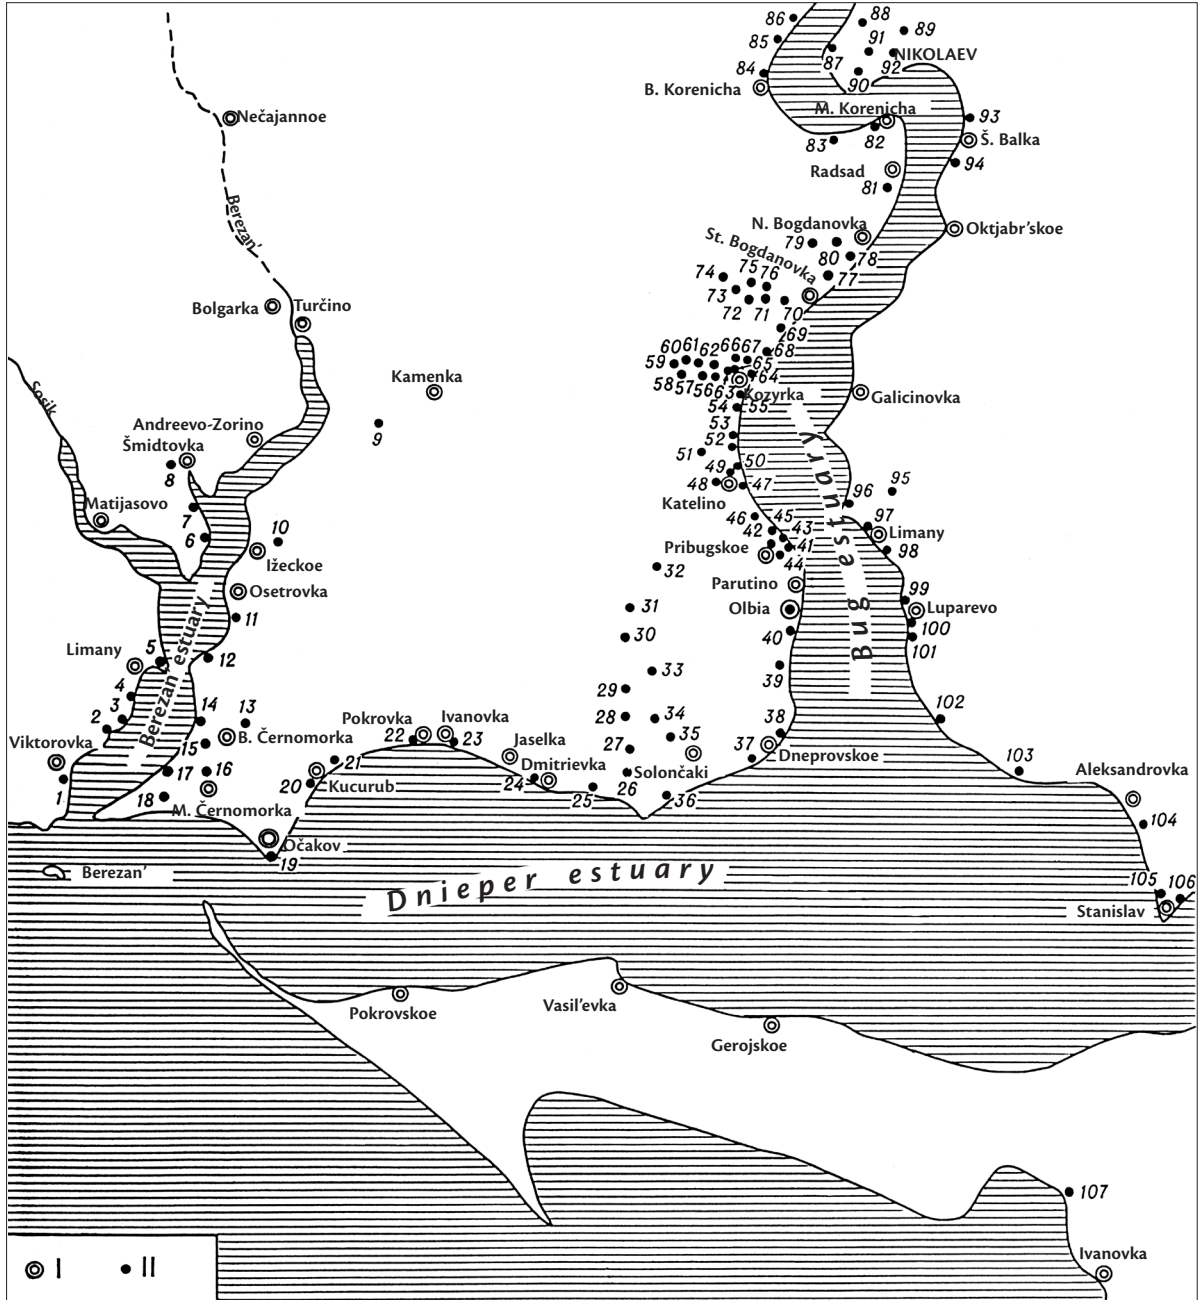 86
88
89
85
91
NIKOLAEV
84
87
92
90
B. Korenicha
M. Korenicha
Nečajannoe
93
83
82
Š. Balka
Radsad
94
81
Berezan'
N. Bogdanovka
Oktjabr'skoe
79
St. Bogdanovka
80
78
74
75
76
77
73
72
71
70
Bolgarka
Turčino
69
60
61
62
66
67
68
59
65
Kamenka
64
58
57
56
63
Kozyrka
Galicinovka
Sosik
54
55
Andreevo-Zorino
53
9
Šmidtovka
52
51
50
8
49
95
48
47
Matijasovo
Katelino
96
7
46
45
97
10
42
43
Limany
6
Pribugskoe
41
98
Ižeckoe
44
32
Bug estuary
Parutino
Osetrovka
99
31
Olbia
Luparevo
11
100
30
40
101
Limany
5
12
33
39
Berezan' estuary
4
29
3
14
13
28
34
38
102
2
Pokrovka
Ivanovka
Viktorovka
B. Černomorka
22
23
35
37
15
Jaselka
27
Dneprovskoe
103
21
Dmitrievka
Solončaki
Aleksandrovka
17
16
20
Kucurub
24
26
1
18
25
36
M. Černomorka
104
Očakov
19
Berezan'
Dnieper estuary
105
106
Stanislav
Pokrovskoe
Vasil'evka
Gerojskoe
107
Ivanovka
I
II